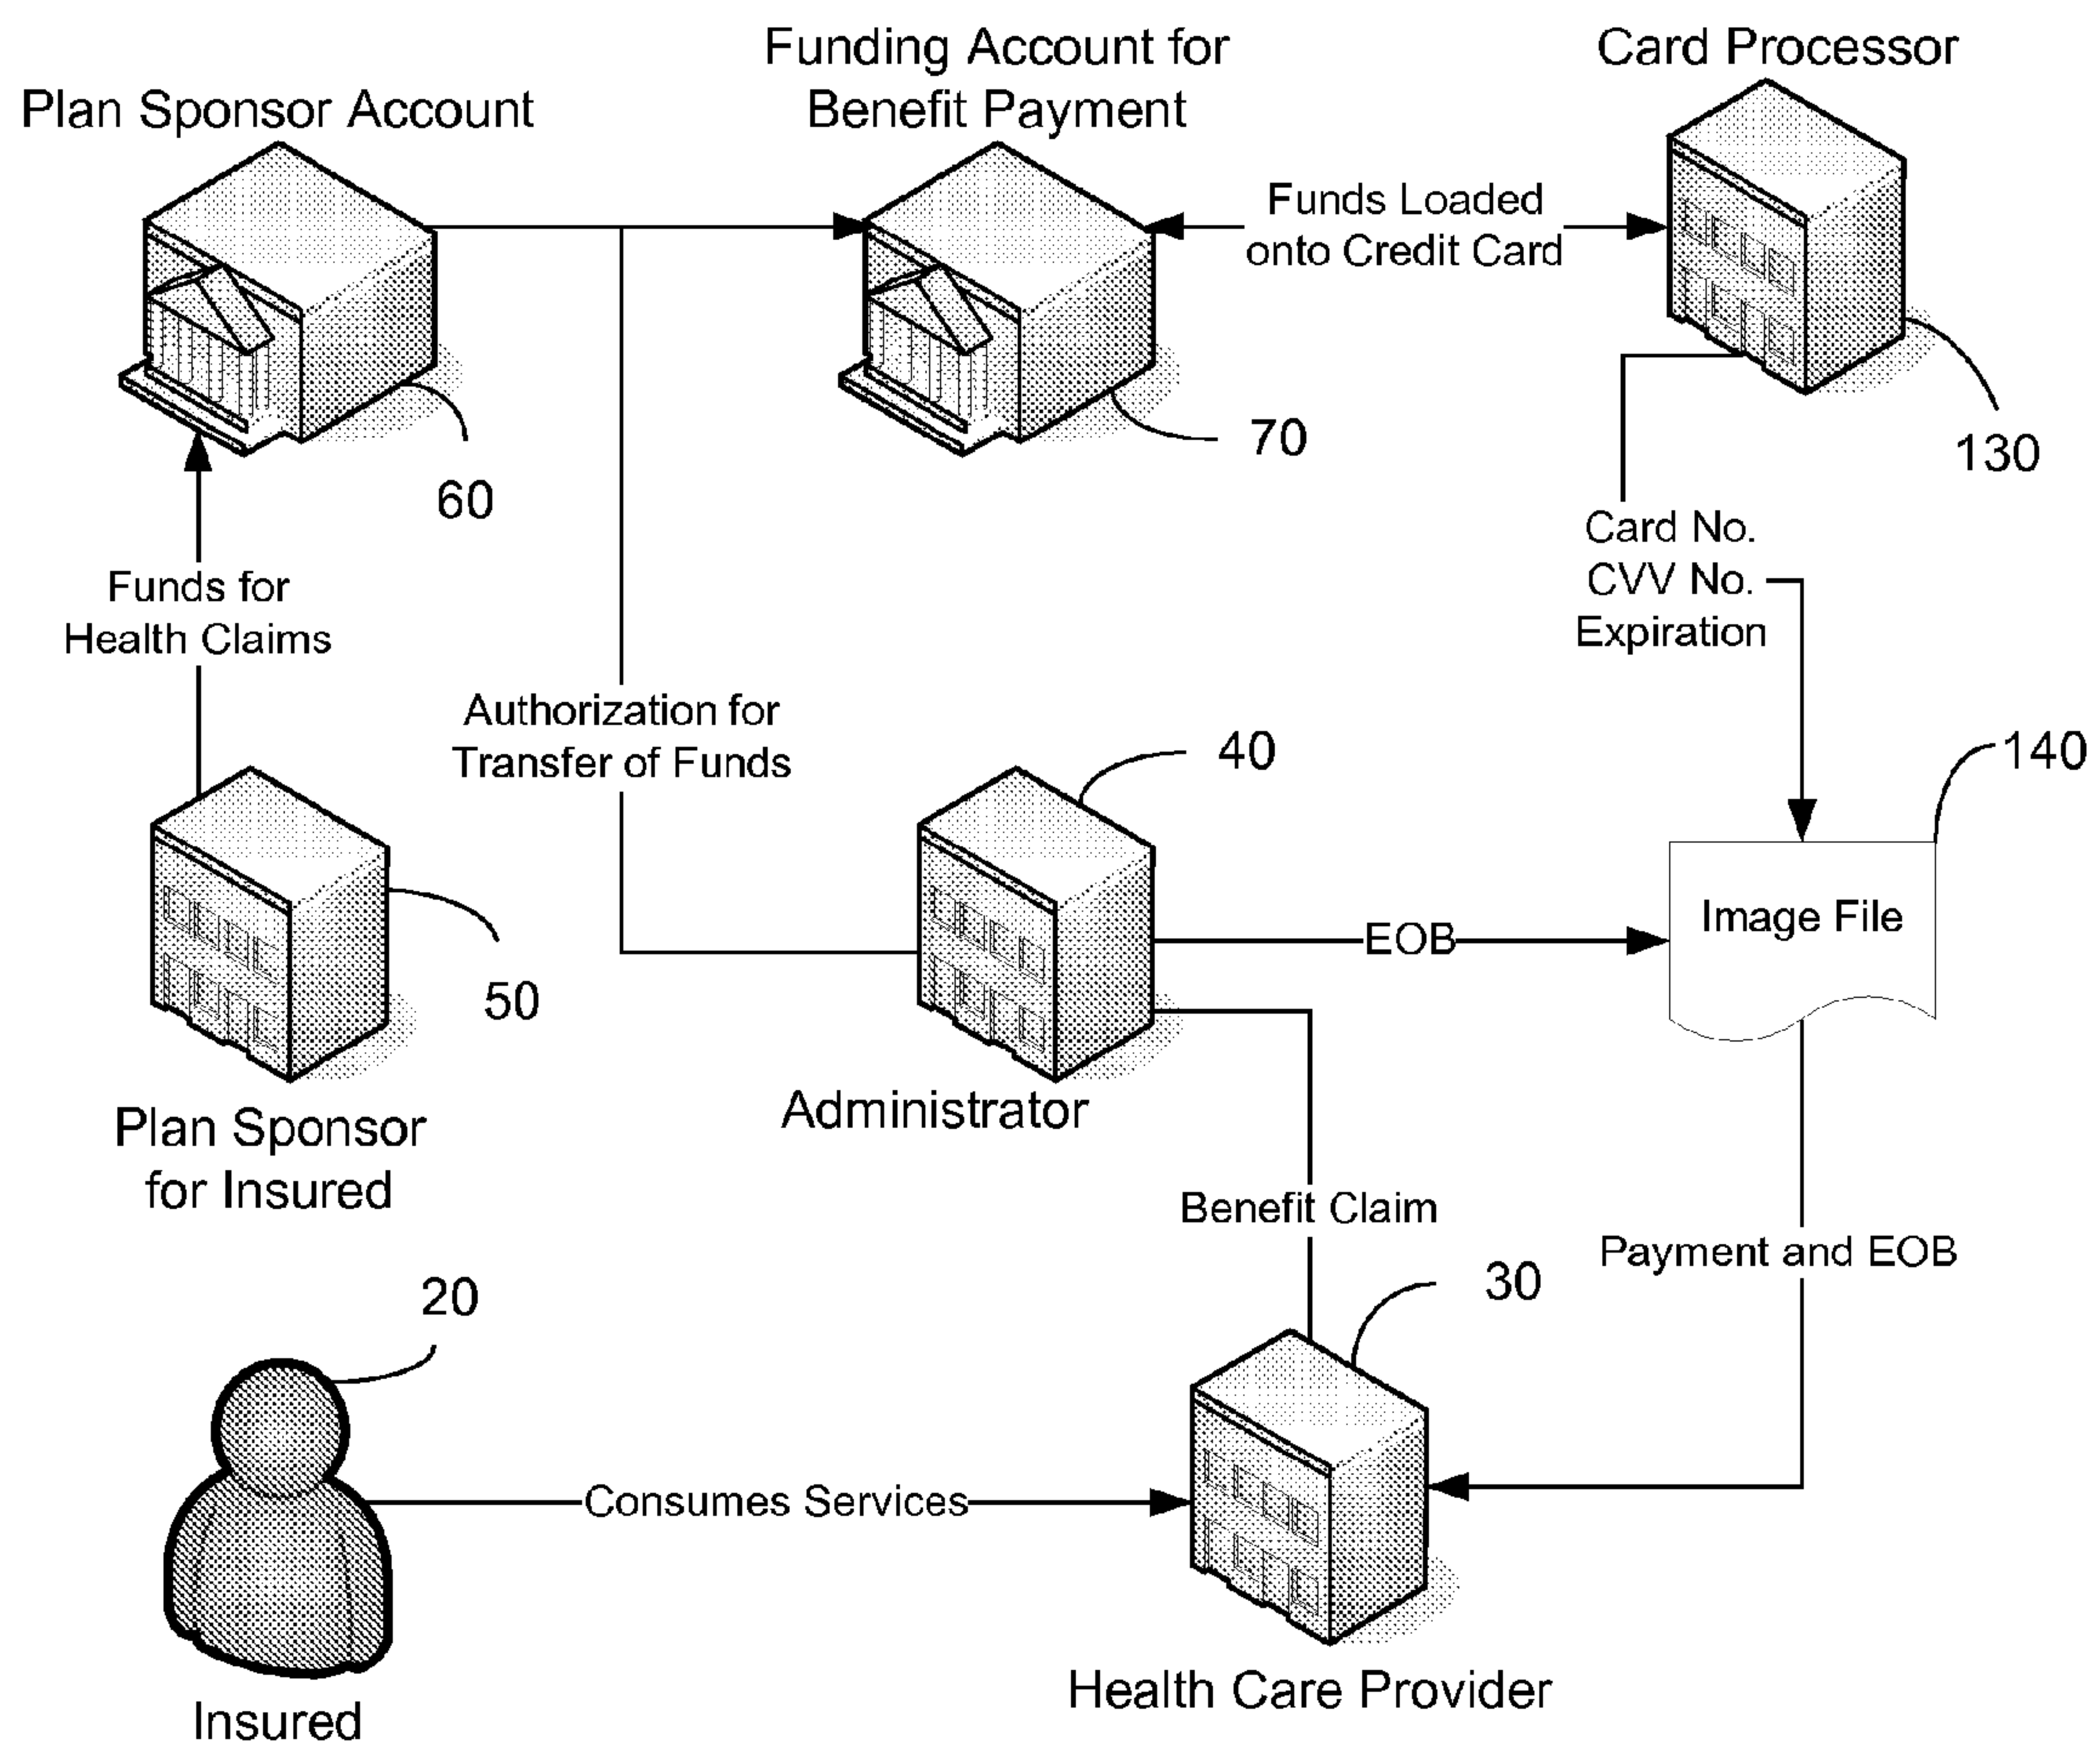 Plan Sponsor Account
Funding Account for
Benefit Payment
Card Processor
Funds Loaded
onto Credit Card
60
70
130
Funds for
Health Claims
Card No.
CVV No.
Expiration
Authorization for
Transfer of Funds
40
140
50
EOB
Image File
Plan Sponsor
for Insured
Administrator
Benefit Claim
Payment and EOB
20
30
Consumes Services
Insured
Health Care Provider